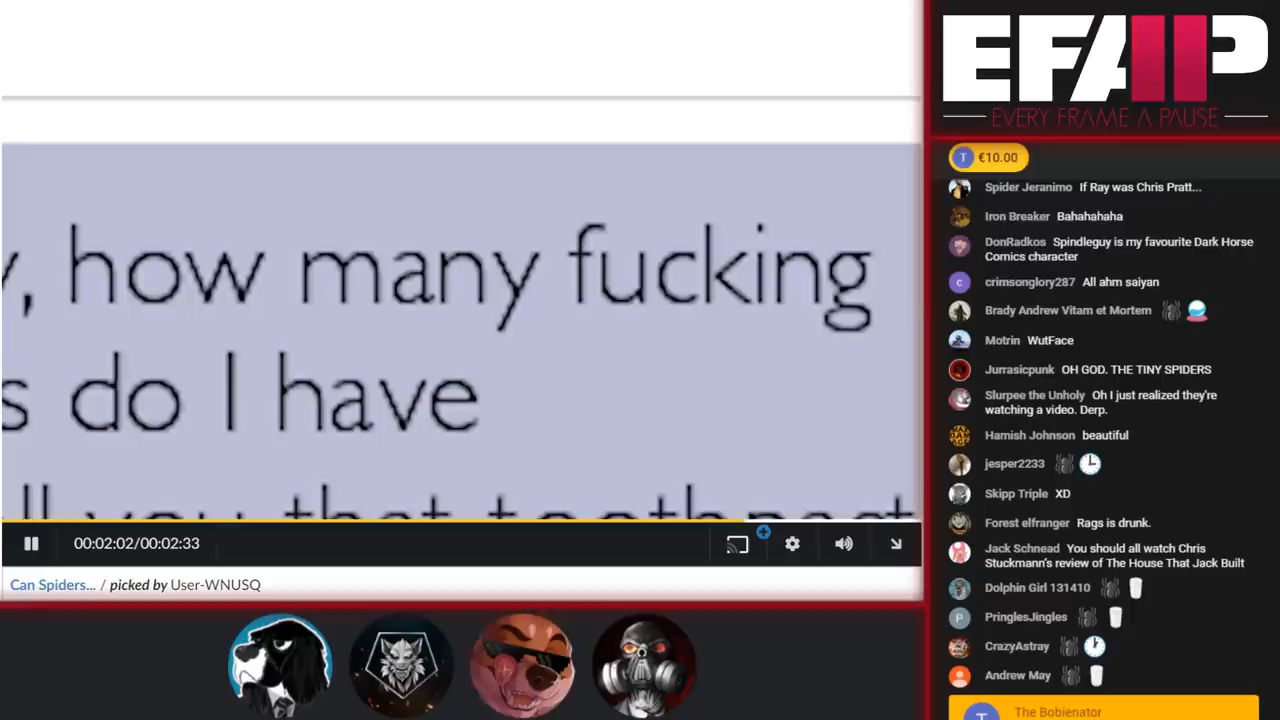 how many fucking
do I have
you that
00:02:02/00:02:33
Can Spiders... / picked by User-WNUSQ
EFAP
EVERY FRAME A PAUSE
T €10.00
Spider Jeranimo If Ray was Chris Pratt...
Iron Breaker Bahahahaha
DonRadkos Spindleguy is my favourite Dark Horse
Comics character
c crimsonglory287 All ahm saiyan
Brady Andrew Vitam et Mortem
Motrin WutFace
Jurrasicpunk OH GOD. THE TINY SPIDERS
Slurpee the Unholy Oh I just realized they're
watching a video. Derp.
Hamish Johnson beautiful
jesper2233
Skipp Triple XD
Forest elfranger Rags is drunk.
Jack Schnead You should all watch Chris
Stuckmann's review of The House That Jack Built
Dolphin Girl 131410
P PringlesJingles
CrazyAstray
Andrew May
T The Bobienator